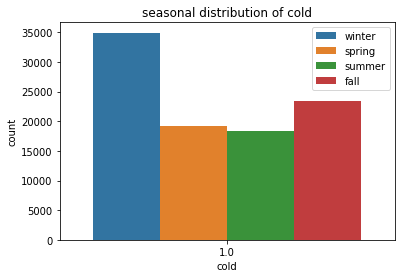 seasonal distribution of cold
35000
30000
25000
20000
15000
10000
5000
0
count
winter
spring
summer
fall
1.0
cold